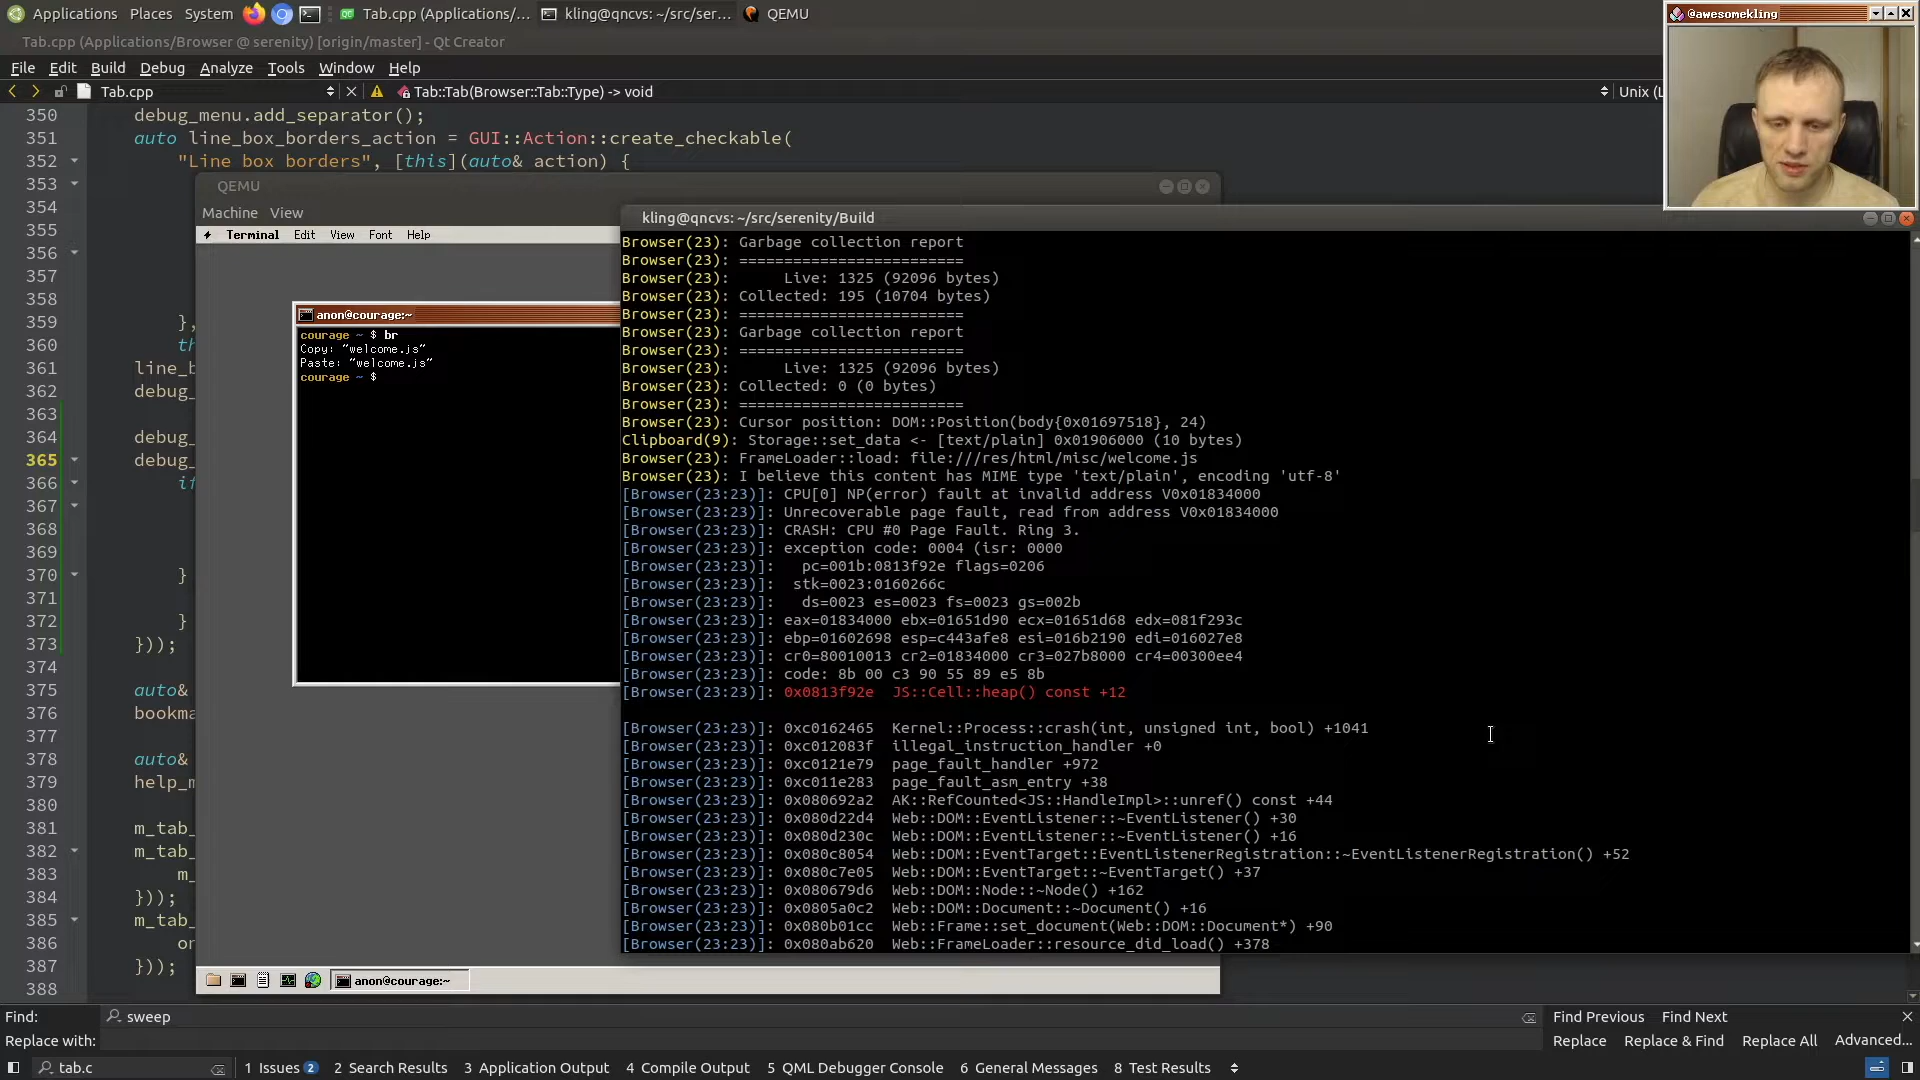 Applications Places System Tab.cpp (Applications/... kling@qncvs: ~/src/ser... QEMU
Tab.cpp (Applications/Browser @ serenity) [origin/master] - Qt Creator
File Edit Build Debug Analyze Tools Window Help
Tab.cpp Tab::Tab(Browser::Tab::Type) -> void Unix (L
@awesomekling
350 debug_menu.add_separator();
351 auto line_box_borders_action = GUI::Action::create_checkable(
352 "Line box borders", [this](auto& action) {
353
354
355
356
357
358
359 },
360 th
361 line_b
362 debug_
363
364 debug_
365 debug_
366 if
367
368
369
370 }
371
372 }
373 }));
374
375 auto&
376 bookma
377
378 auto&
379 help_m
380
381 m_tab_
382 m_tab_
383 m_
384 }));
385 m_tab_
386 on
387 }));
388
QEMU
Machine View
Terminal Edit View Font Help
anon@courage:~
courage ~ $ br
Copy: "welcome.js"
Paste: "welcome.js"
courage ~ $
anon@courage:~
kling@qncvs: ~/src/serenity/Build
Browser(23): Garbage collection report
Browser(23): =========================
Browser(23):      Live: 1325 (92096 bytes)
Browser(23): Collected: 195 (10704 bytes)
Browser(23): =========================
Browser(23): Garbage collection report
Browser(23): =========================
Browser(23):      Live: 1325 (92096 bytes)
Browser(23): Collected: 0 (0 bytes)
Browser(23): =========================
Browser(23): Cursor position: DOM::Position(body{0x01697518}, 24)
Clipboard(9): Storage::set_data <- [text/plain] 0x01906000 (10 bytes)
Browser(23): FrameLoader::load: file:///res/html/misc/welcome.js
Browser(23): I believe this content has MIME type 'text/plain', encoding 'utf-8'
[Browser(23:23)]: CPU[0] NP(error) fault at invalid address V0x01834000
[Browser(23:23)]: Unrecoverable page fault, read from address V0x01834000
[Browser(23:23)]: CRASH: CPU #0 Page Fault. Ring 3.
[Browser(23:23)]: exception code: 0004 (isr: 0000
[Browser(23:23)]:   pc=001b:0813f92e flags=0206
[Browser(23:23)]:  stk=0023:0160266c
[Browser(23:23)]:   ds=0023 es=0023 fs=0023 gs=002b
[Browser(23:23)]: eax=01834000 ebx=01651d90 ecx=01651d68 edx=081f293c
[Browser(23:23)]: ebp=01602698 esp=c443afe8 esi=016b2190 edi=016027e8
[Browser(23:23)]: cr0=80010013 cr2=01834000 cr3=027b8000 cr4=00300ee4
[Browser(23:23)]: code: 8b 00 c3 90 55 89 e5 8b
[Browser(23:23)]: 0x0813f92e  JS::Cell::heap() const +12
[Browser(23:23)]: 0xc0162465  Kernel::Process::crash(int, unsigned int, bool) +1041
[Browser(23:23)]: 0xc012083f  illegal_instruction_handler +0
[Browser(23:23)]: 0xc0121e79  page_fault_handler +972
[Browser(23:23)]: 0xc011e283  page_fault_asm_entry +38
[Browser(23:23)]: 0x080692a2  AK::RefCounted<JS::HandleImpl>::unref() const +44
[Browser(23:23)]: 0x080d22d4  Web::DOM::EventListener::~EventListener() +30
[Browser(23:23)]: 0x080d230c  Web::DOM::EventListener::~EventListener() +16
[Browser(23:23)]: 0x080c8054  Web::DOM::EventTarget::EventListenerRegistration::~EventListenerRegistration() +52
[Browser(23:23)]: 0x080c7e05  Web::DOM::EventTarget::~EventTarget() +37
[Browser(23:23)]: 0x080679d6  Web::DOM::Node::~Node() +162
[Browser(23:23)]: 0x0805a0c2  Web::DOM::Document::~Document() +16
[Browser(23:23)]: 0x080b01cc  Web::Frame::set_document(Web::DOM::Document*) +90
[Browser(23:23)]: 0x080ab620  Web::FrameLoader::resource_did_load() +378
Find: sweep Find Previous Find Next
Replace with: Replace Replace & Find Replace All Advanced...
tab.c 1 Issues 2 2 Search Results 3 Application Output 4 Compile Output 5 QML Debugger Console 6 General Messages 8 Test Results